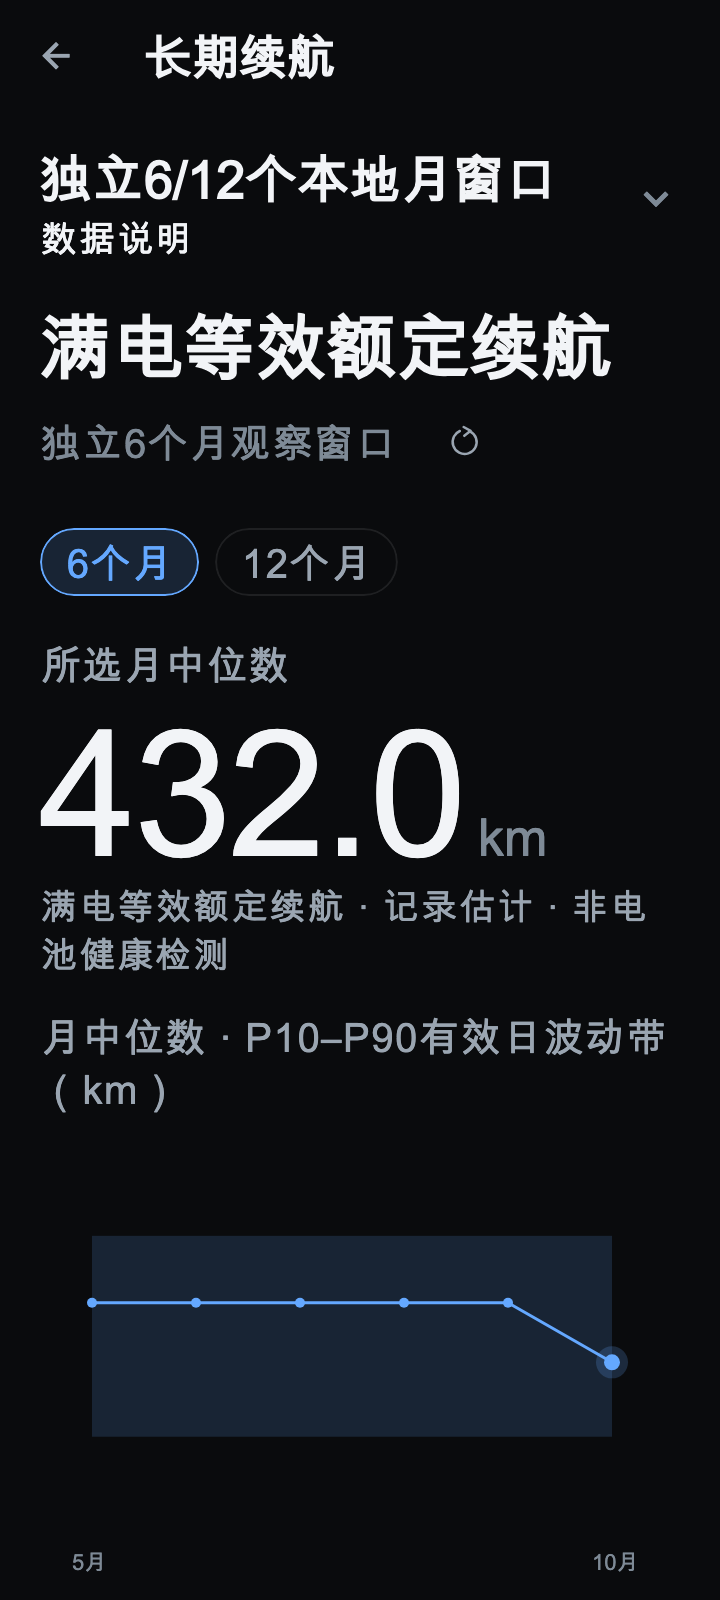 长期续航
独立6/12个本地月窗口
数据说明
满电等效额定续航
独立6个月观察窗口
6个月
12个月
所选月中位数
432.0 km
满电等效额定续航 · 记录估计 · 非电
池健康检测
月中位数 · P10–P90有效日波动带
（km）
5月
10月